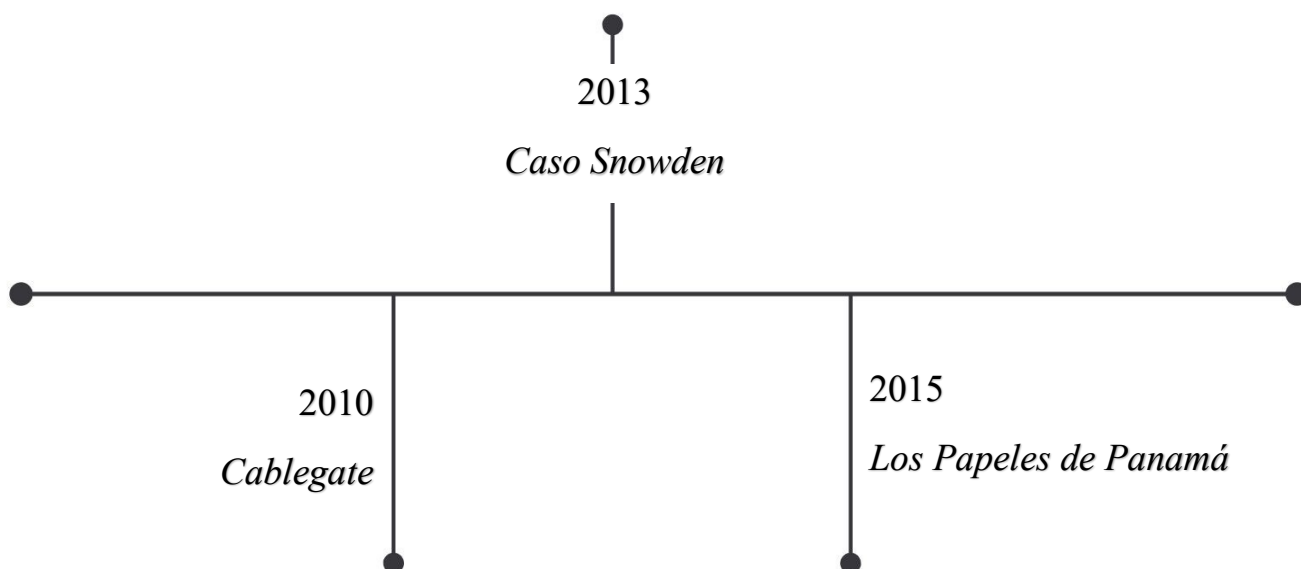 2013
Caso Snowden
2010
Cablegate
2015
Los Papeles de Panamá